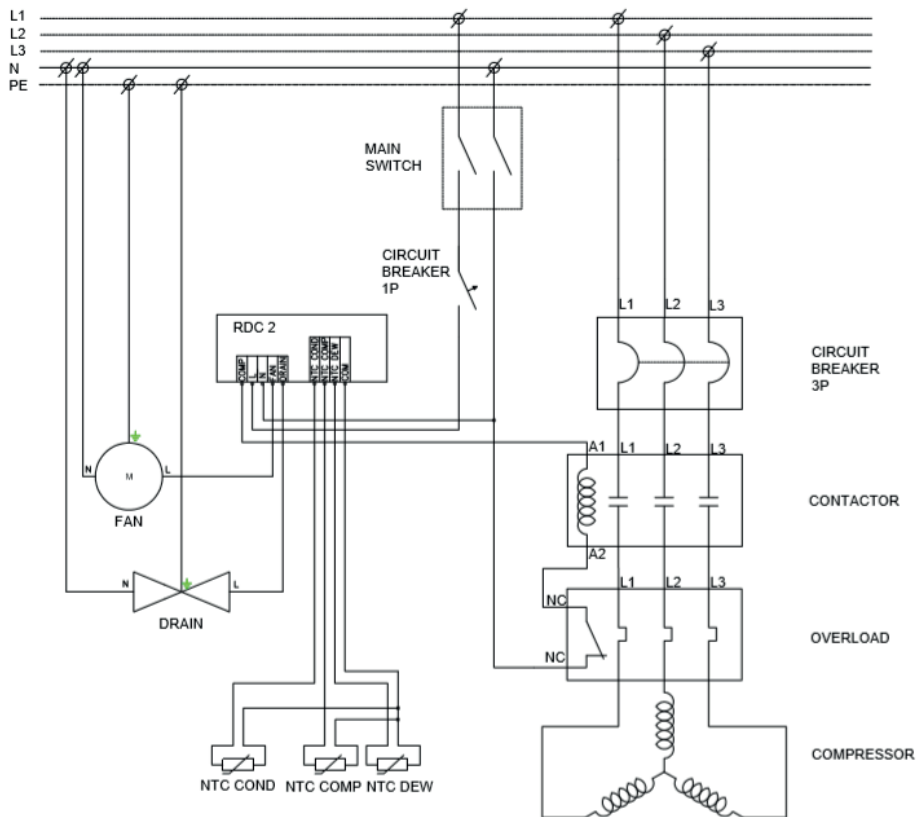 L1
L2
L3
N
PE
MAIN
SWITCH
CIRCUIT
BREAKER
1P
RDC 2
COMP
L
N
FAN
DRAIN
NTC COND
NTC COMP
NTC DEW
COM
L1 L2 L3
CIRCUIT
BREAKER
3P
A1 L1 L2 L3
CONTACTOR
A2
N M L
FAN
L1 L2 L3
NC
OVERLOAD
NC
N L
DRAIN
COMPRESSOR
NTC COND NTC COMP NTC DEW